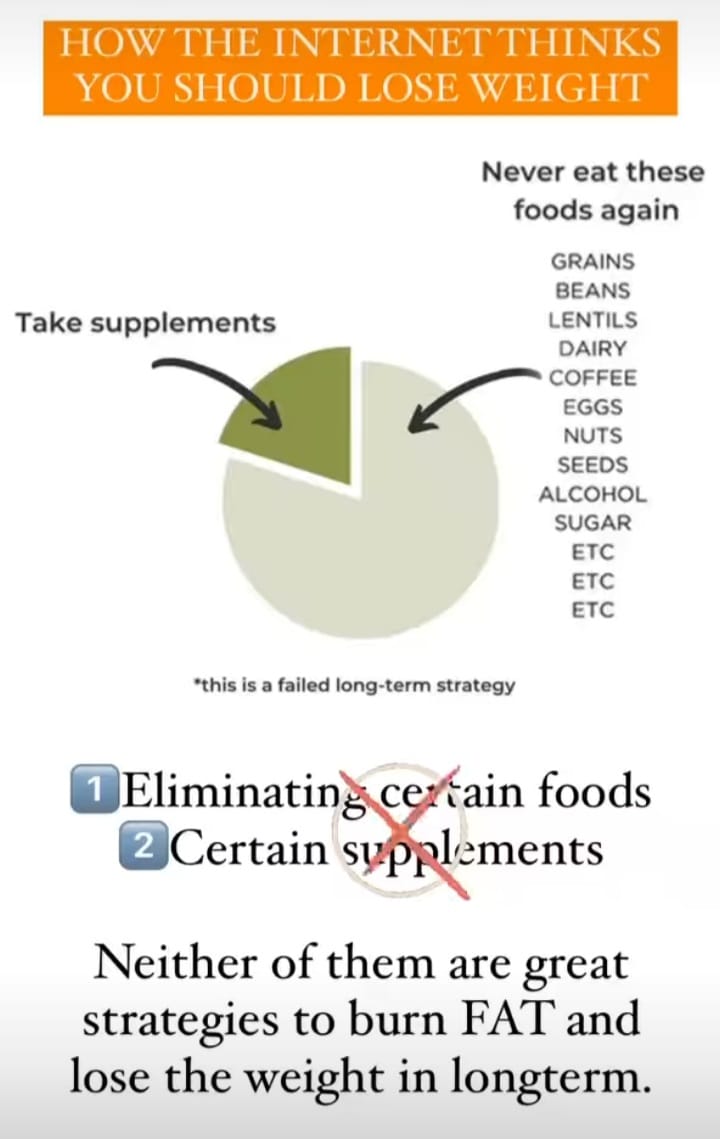 HOW THE INTERNET THINKS
YOU SHOULD LOSE WEIGHT
Never eat these
foods again
GRAINS
BEANS
LENTILS
DAIRY
COFFEE
EGGS
NUTS
SEEDS
ALCOHOL
SUGAR
ETC
ETC
ETC
Take supplements
*this is a failed long-term strategy
1️⃣Eliminating certain foods
2️⃣Certain supplements
Neither of them are great
strategies to burn FAT and
lose the weight in longterm.